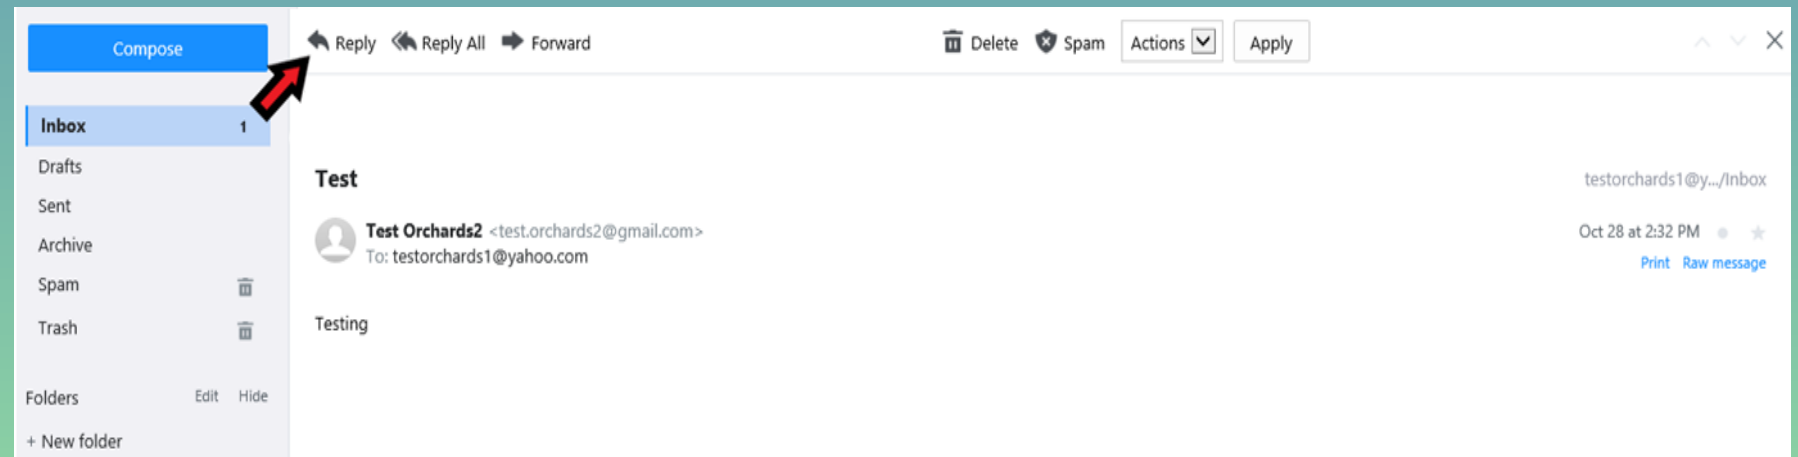 Compose
Reply Reply All Forward Delete Spam Actions Apply
Inbox 1
Drafts
Sent
Archive
Spam
Trash
Folders Edit Hide
+ New folder
Test testorchards1@y.../Inbox
Test Orchards2 <test.orchards2@gmail.com> Oct 28 at 2:32 PM
To: testorchards1@yahoo.com
Print Raw message
Testing